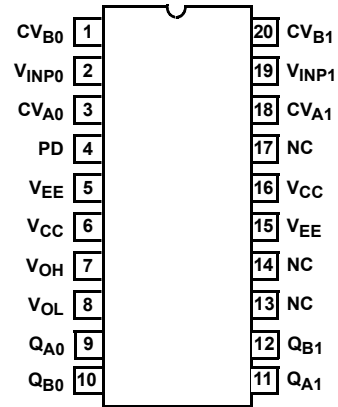 CVB0 1 20 CVB1
VINP0 2 19 VINP1
CVA0 3 18 CVA1
PD 4 17 NC
VEE 5 16 VCC
VCC 6 15 VEE
VOH 7 14 NC
VOL 8 13 NC
QA0 9 12 QB1
QB0 10 11 QA1